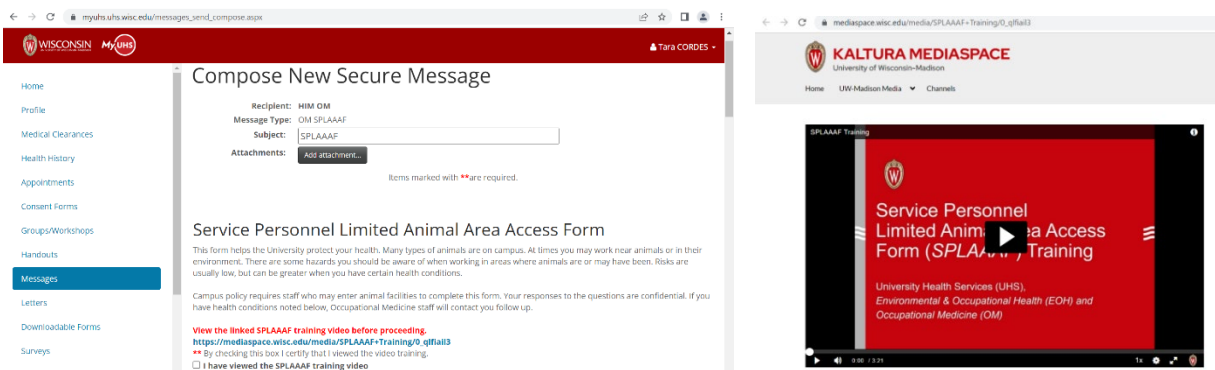 myuhs.uhs.wisc.edu/messages_send_compose.aspx
WISCONSIN MyUHS
Tara CORDES
Home
Profile
Medical Clearances
Health History
Appointments
Consent Forms
Groups/Workshops
Handouts
Messages
Letters
Downloadable Forms
Surveys
Compose New Secure Message
Recipient: HIM OM
Message Type: OM SPLAAAF
Subject: SPLAAAF
Attachments: Add attachment...
Items marked with **are required.
Service Personnel Limited Animal Area Access Form
This form helps the University protect your health. Many types of animals are on campus. At times you may work near animals or in their
environment. There are some hazards you should be aware of when working in areas where animals are or may have been. Risks are
usually low, but can be greater when you have certain health conditions.
Campus policy requires staff who may enter animal facilities to complete this form. Your responses to the questions are confidential. If you
have health conditions noted below, Occupational Medicine staff will contact you follow up.
View the linked SPLAAAF training video before proceeding.
https://mediaspace.wisc.edu/media/SPLAAAF+Training/0_qlfiail3
** By checking this box I certify that I viewed the video training.
I have viewed the SPLAAAF training video
mediaspace.wisc.edu/media/SPLAAAF+Training/0_qlfiail3
W
KALTURA MEDIASPACE
University of Wisconsin–Madison
Home UW-Madison Media Channels
SPLAAAF Training
W
Service Personnel
Limited Area Access
Form Training
University Health Services (UHS),
Environmental & Occupational Health (EOH) and
Occupational Medicine (OM)
0:00 / 3:21
1x